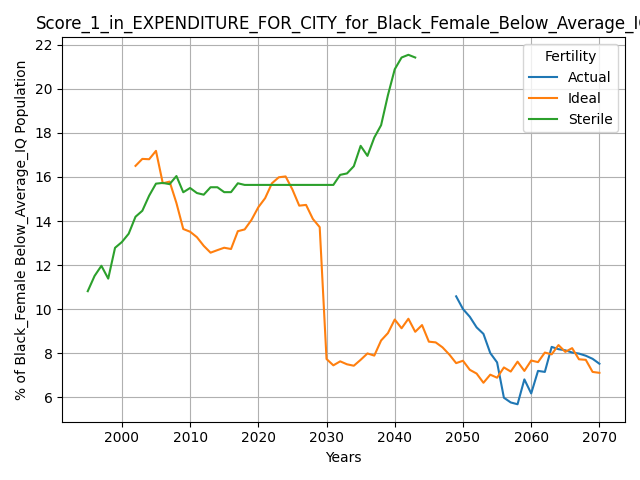 Score_1_in_EXPENDITURE_FOR_CITY_for_Black_Female_Below_Average_I
% of Black_Female Below_Average_IQ Population
22
20
18
16
14
12
10
8
6
Fertility
Actual
Ideal
Sterile
2000
2010
2020
2030
2040
2050
2060
2070
Years